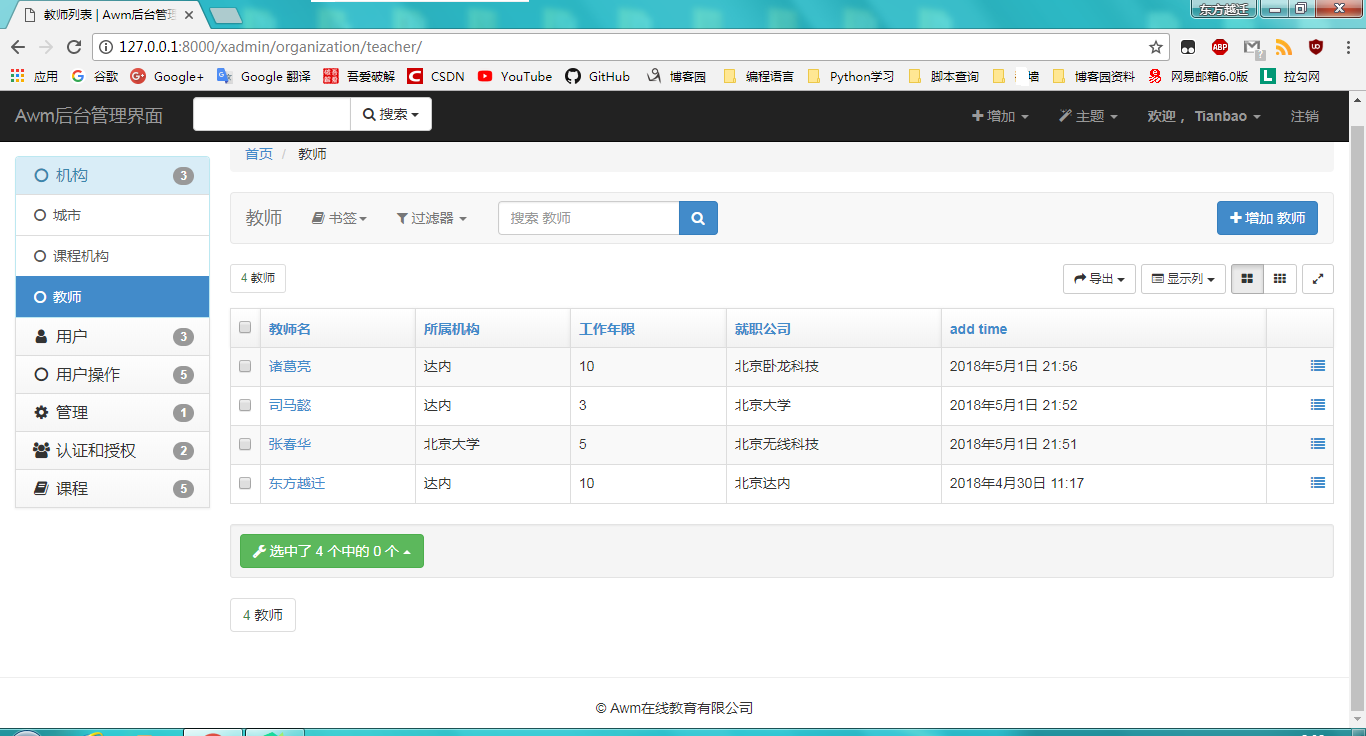 教师列表 | Awm后台管理
东方越迁
127.0.0.1:8000/xadmin/organization/teacher/
应用 谷歌 Google+ Google 翻译 吾爱破解 CSDN YouTube GitHub 博客园 编程语言 Python学习 脚本查询 博客园资料 网易邮箱6.0版 拉勾网
Awm后台管理界面 搜索 增加 主题 欢迎， Tianbao 注销
首页 / 教师
机构 3
城市
课程机构
教师
用户 3
用户操作 5
管理 1
认证和授权 2
课程 5
教师 书签 过滤器 搜索 教师 增加 教师
4 教师 导出 显示列
教师名 所属机构 工作年限 就职公司 add time
诸葛亮 达内 10 北京卧龙科技 2018年5月1日 21:56
司马懿 达内 3 北京大学 2018年5月1日 21:52
张春华 北京大学 5 北京无线科技 2018年5月1日 21:51
东方越迁 达内 10 北京达内 2018年4月30日 11:17
选中了 4 个中的 0 个
4 教师
© Awm在线教育有限公司